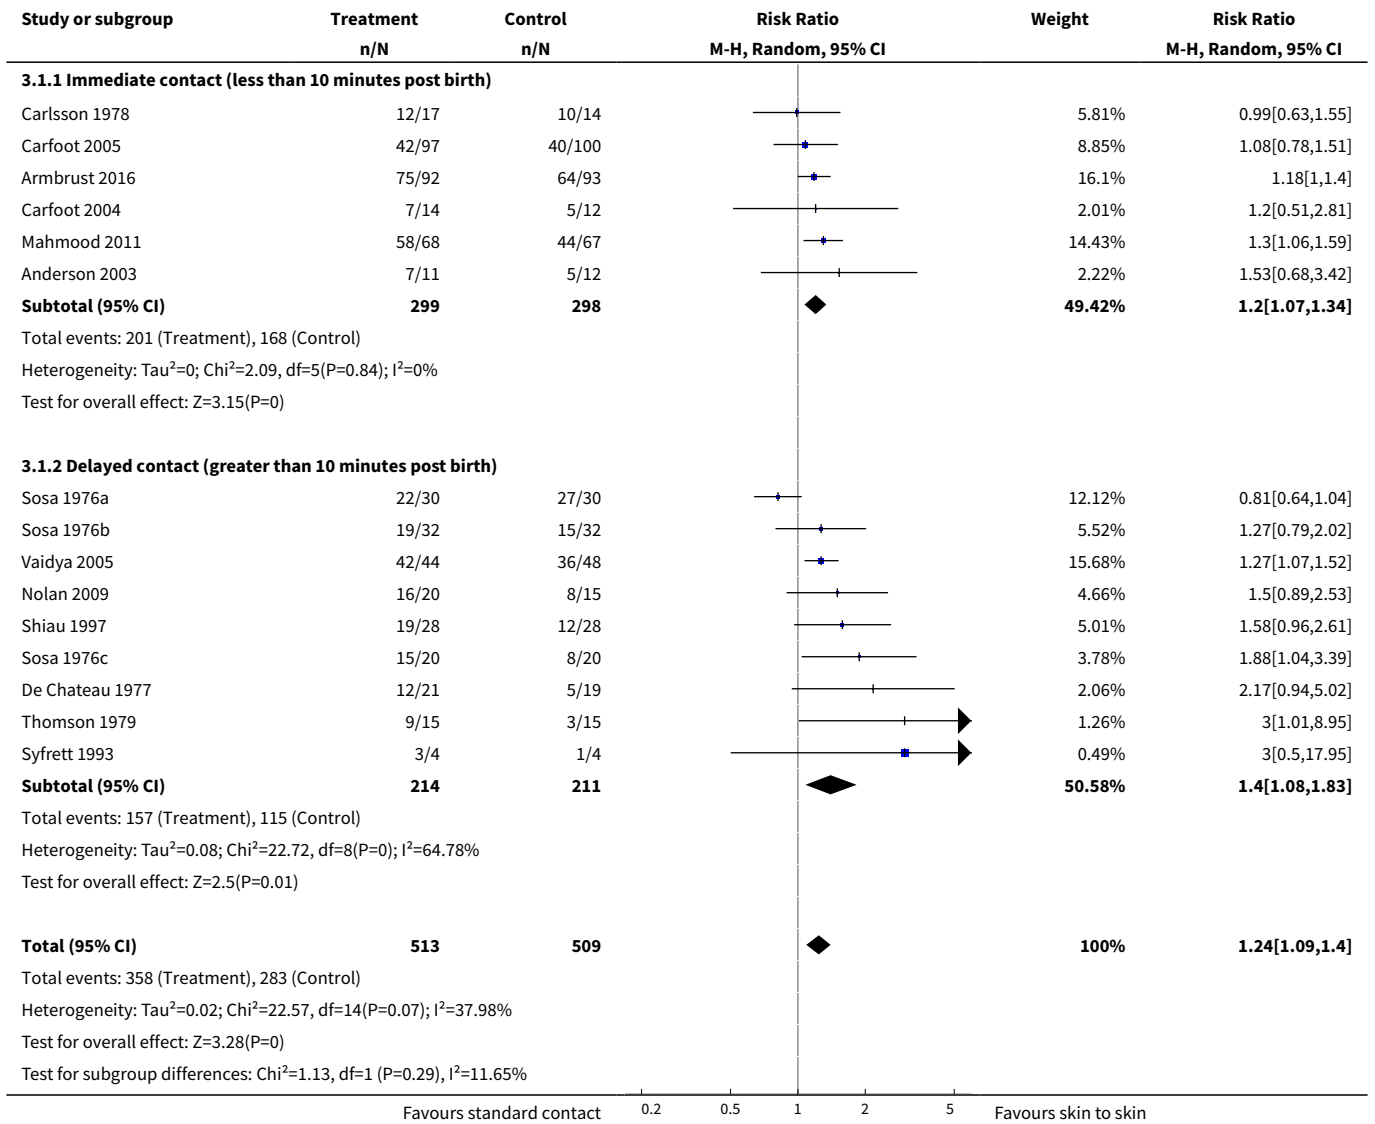 Study or subgroup Treatment Control Risk Ratio Weight Risk Ratio
n/N n/N M-H, Random, 95% CI M-H, Random, 95% CI
3.1.1 Immediate contact (less than 10 minutes post birth)
Carlsson 1978 12/17 10/14 5.81% 0.99[0.63,1.55]
Carfoot 2005 42/97 40/100 8.85% 1.08[0.78,1.51]
Armbrust 2016 75/92 64/93 16.1% 1.18[1,1.4]
Carfoot 2004 7/14 5/12 2.01% 1.2[0.51,2.81]
Mahmood 2011 58/68 44/67 14.43% 1.3[1.06,1.59]
Anderson 2003 7/11 5/12 2.22% 1.53[0.68,3.42]
Subtotal (95% CI) 299 298 49.42% 1.2[1.07,1.34]
Total events: 201 (Treatment), 168 (Control)
Heterogeneity: Tau²=0; Chi²=2.09, df=5(P=0.84); I²=0%
Test for overall effect: Z=3.15(P=0)
3.1.2 Delayed contact (greater than 10 minutes post birth)
Sosa 1976a 22/30 27/30 12.12% 0.81[0.64,1.04]
Sosa 1976b 19/32 15/32 5.52% 1.27[0.79,2.02]
Vaidya 2005 42/44 36/48 15.68% 1.27[1.07,1.52]
Nolan 2009 16/20 8/15 4.66% 1.5[0.89,2.53]
Shiau 1997 19/28 12/28 5.01% 1.58[0.96,2.61]
Sosa 1976c 15/20 8/20 3.78% 1.88[1.04,3.39]
De Chateau 1977 12/21 5/19 2.06% 2.17[0.94,5.02]
Thomson 1979 9/15 3/15 1.26% 3[1.01,8.95]
Syfrett 1993 3/4 1/4 0.49% 3[0.5,17.95]
Subtotal (95% CI) 214 211 50.58% 1.4[1.08,1.83]
Total events: 157 (Treatment), 115 (Control)
Heterogeneity: Tau²=0.08; Chi²=22.72, df=8(P=0); I²=64.78%
Test for overall effect: Z=2.5(P=0.01)
Total (95% CI) 513 509 100% 1.24[1.09,1.4]
Total events: 358 (Treatment), 283 (Control)
Heterogeneity: Tau²=0.02; Chi²=22.57, df=14(P=0.07); I²=37.98%
Test for overall effect: Z=3.28(P=0)
Test for subgroup differences: Chi²=1.13, df=1 (P=0.29), I²=11.65%
Favours standard contact 0.2 0.5 1 2 5 Favours skin to skin